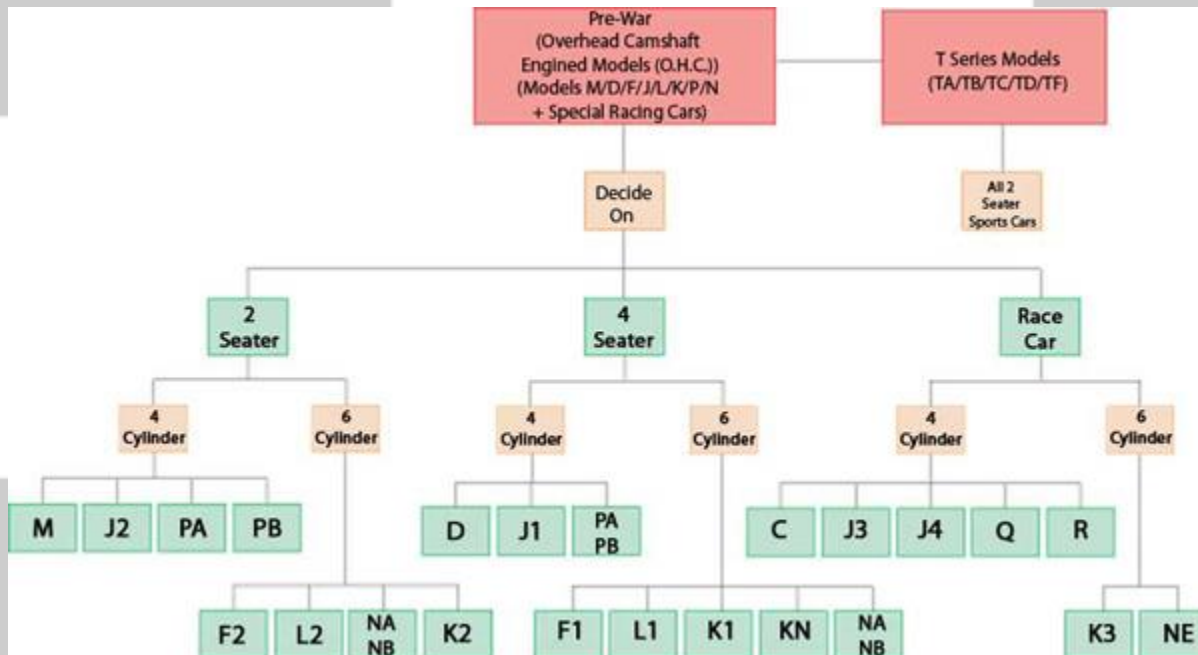 Pre-War
(Overhead Camshaft
Engined Models (O.H.C.))
(Models M/D/F/J/L/K/P/N
+ Special Racing Cars)
T Series Models
(TA/TB/TC/TD/TF)
Decide
On
All 2
Seater
Sports Cars
2
Seater
4
Seater
Race
Car
4
Cylinder
6
Cylinder
4
Cylinder
6
Cylinder
4
Cylinder
6
Cylinder
M
J2
PA
PB
D
J1
PA
PB
C
J3
J4
Q
R
F2
L2
NA
NB
K2
F1
L1
K1
KN
NA
NB
K3
NE